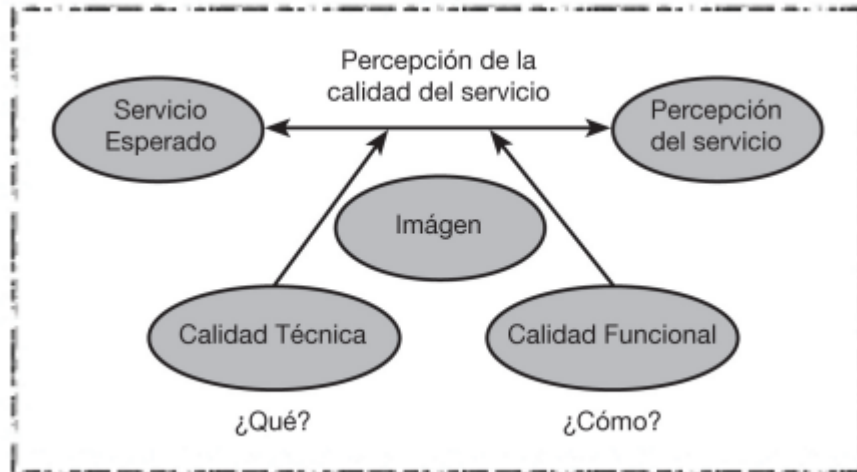 Percepción de la
calidad del servicio
Servicio
Esperado
Percepción
del servicio
Imágen
Calidad Técnica
Calidad Funcional
¿Qué?
¿Cómo?